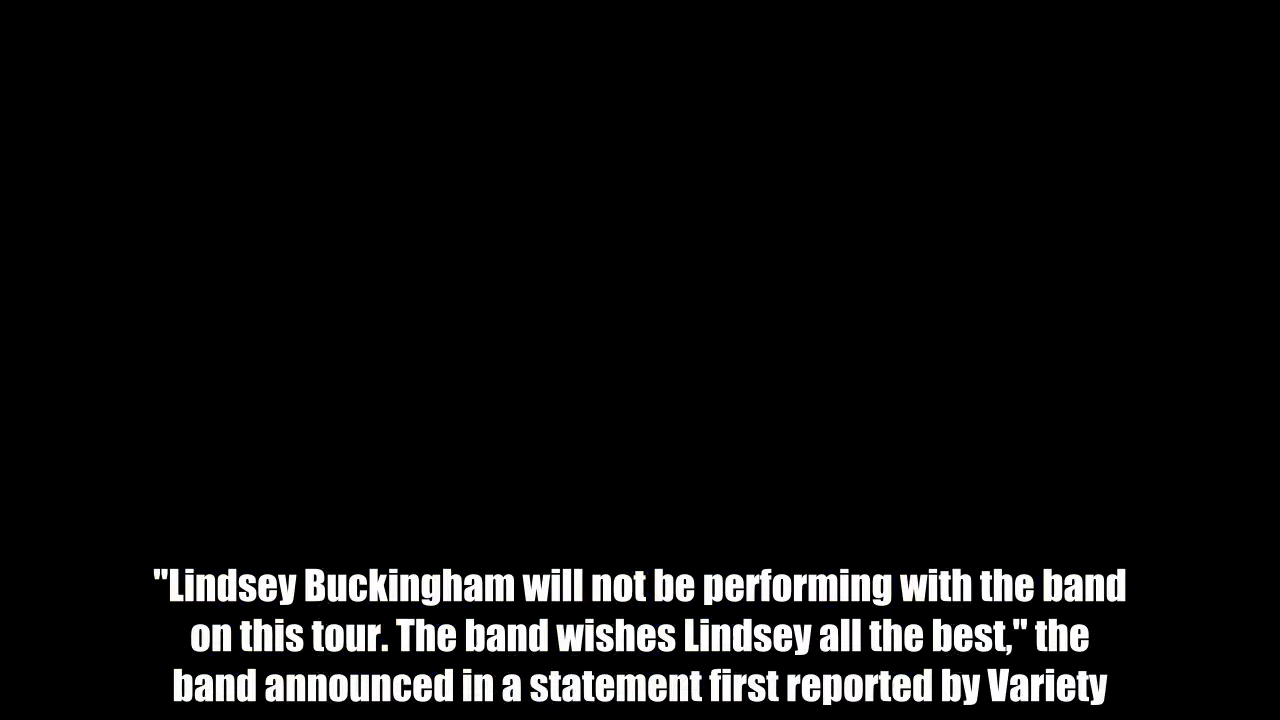 "Lindsey Buckingham will not be performing with the band
on this tour. The band wishes Lindsey all the best," the
band announced in a statement first reported by Variety